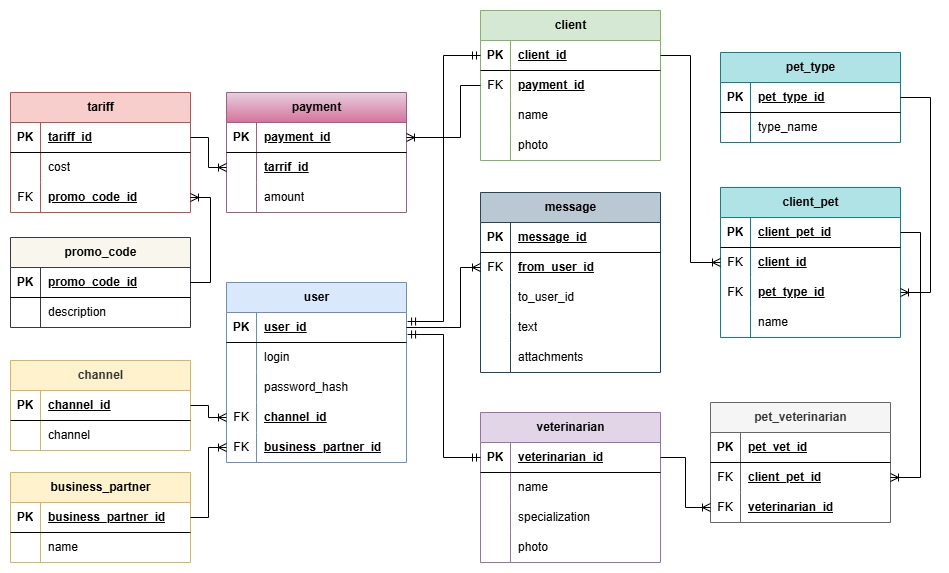 client
PK client_id
FK payment_id
name
photo
pet_type
PK pet_type_id
type_name
tariff
PK tariff_id
cost
FK promo_code_id
payment
PK payment_id
tarrif_id
amount
client_pet
PK client_pet_id
FK client_id
FK pet_type_id
name
message
PK message_id
FK from_user_id
to_user_id
text
attachments
promo_code
PK promo_code_id
description
user
PK user_id
login
password_hash
FK channel_id
FK business_partner_id
channel
PK channel_id
channel
veterinarian
PK veterinarian_id
name
specialization
photo
pet_veterinarian
PK pet_vet_id
FK client_pet_id
FK veterinarian_id
business_partner
PK business_partner_id
name